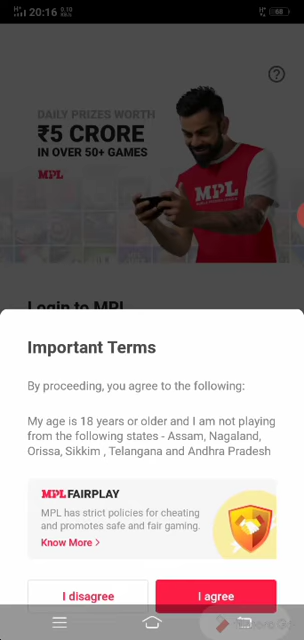 20:16
68
DAILY PRIZES WORTH
₹5 CRORE
IN OVER 50+ GAMES
MPL
MPL
Login to MPL
Important Terms
By proceeding, you agree to the following:
My age is 18 years or older and I am not playing
from the following states - Assam, Nagaland,
Orissa, Sikkim , Telangana and Andhra Pradesh
MPL FAIRPLAY
MPL has strict policies for cheating
and promotes safe and fair gaming.
Know More >
I disagree
I agree